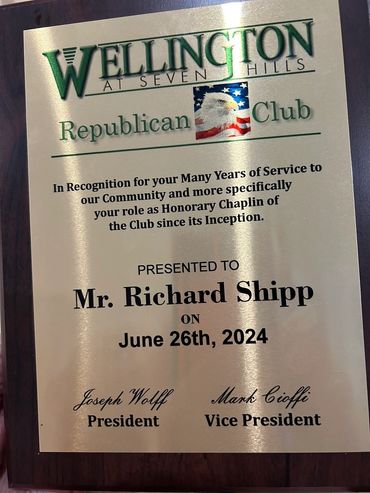 WELLINGTON
AT SEVEN HILLS
Republican Club
In Recognition for your Many Years of Service to
our Community and more specifically
your role as Honorary Chaplin of
the Club since its Inception.
PRESENTED TO
Mr. Richard Shipp
ON
June 26th, 2024
Joseph Wolff Mark Cioffi
President Vice President